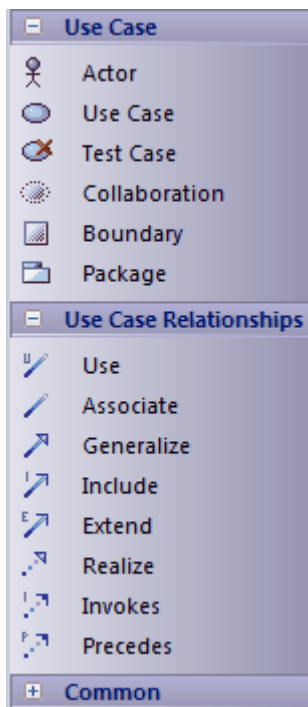 Use Case
Actor
Use Case
Test Case
Collaboration
Boundary
Package
Use Case Relationships
U Use
Associate
Generalize
I Include
E Extend
Realize
I Invokes
P Precedes
Common